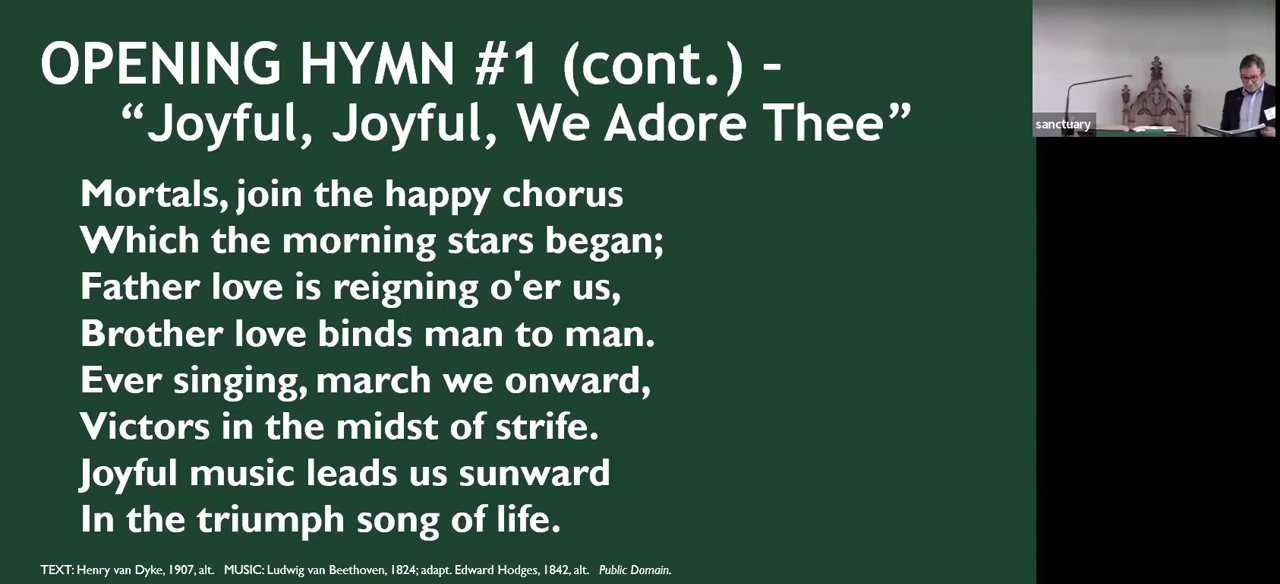 OPENING HYMN #1 (cont.) –
“Joyful, Joyful, We Adore Thee”
Mortals, join the happy chorus
Which the morning stars began;
Father love is reigning o'er us,
Brother love binds man to man.
Ever singing, march we onward,
Victors in the midst of strife.
Joyful music leads us sunward
In the triumph song of life.
TEXT: Henry van Dyke, 1907, alt. MUSIC: Ludwig van Beethoven, 1824; adapt. Edward Hodges, 1842, alt. Public Domain.
sanctuary